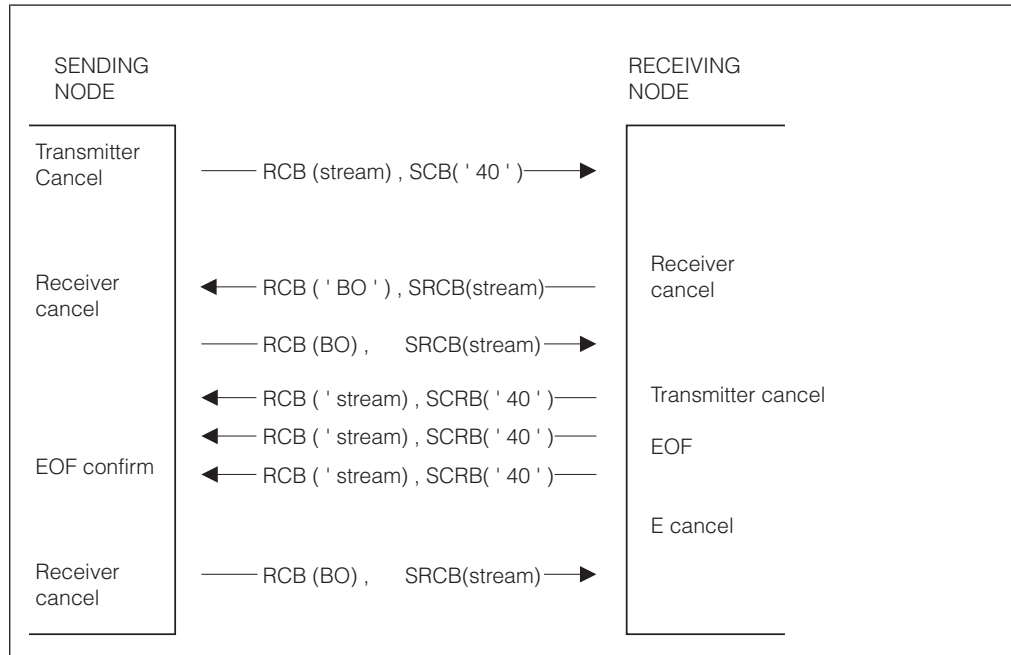 SENDING
NODE
RECEIVING
NODE
Transmitter
Cancel
RCB (stream) , SCB( ' 40 ' )
Receiver
cancel
Receiver
cancel
RCB ( ' BO ' ) , SRCB(stream)
RCB (BO) , SRCB(stream)
RCB ( ' stream) , SCRB( ' 40 ' )
Transmitter cancel
RCB ( ' stream) , SCRB( ' 40 ' )
EOF
EOF confirm
RCB ( ' stream) , SCRB( ' 40 ' )
E cancel
Receiver
cancel
RCB (BO) , SRCB(stream)